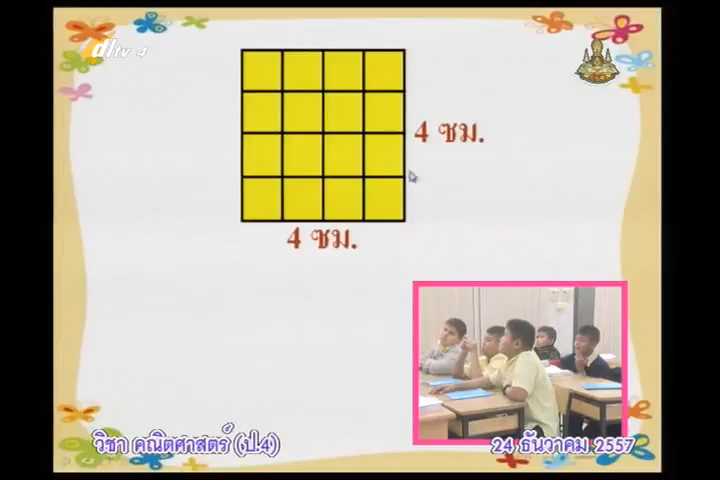 dltv 4
4 ซม.
4 ซม.
วิชา คณิตศาสตร์ (ป.4)
24 ธันวาคม 2557